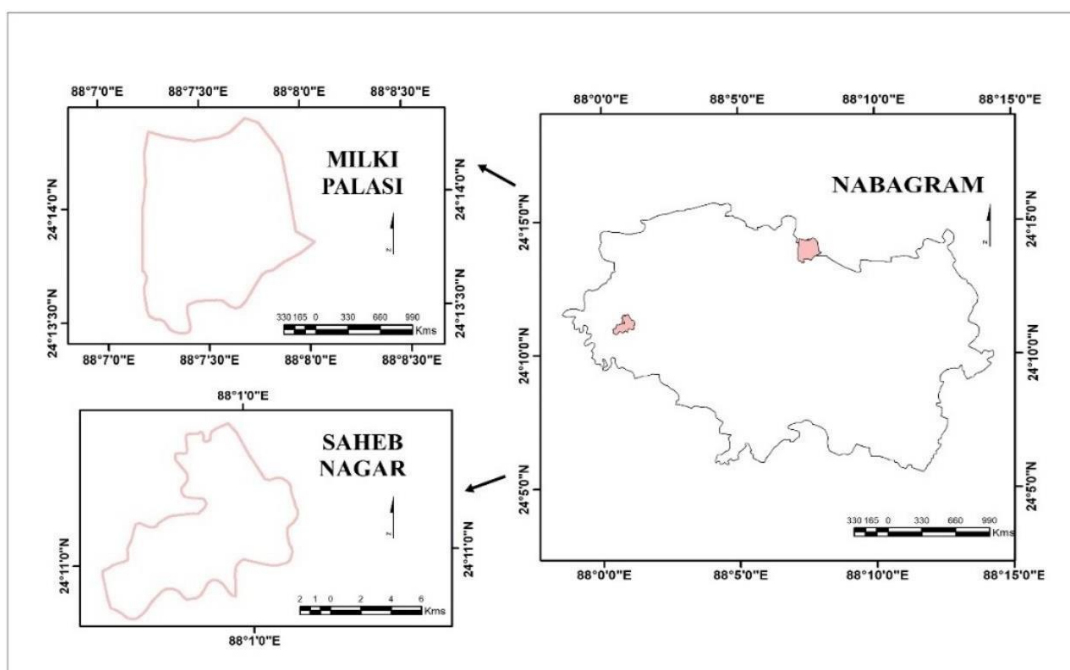 88°7'0"E 88°7'30"E 88°8'0"E 88°8'30"E
MILKI
PALASI
24°14'0"N
24°13'30"N
24°14'0"N
24°13'30"N
N
330 165 0 330 660 990
Kms
88°7'0"E 88°7'30"E 88°8'0"E 88°8'30"E
88°1'0"E
SAHEB
NAGAR
24°11'0"N
24°11'0"N
N
2 1 0 2 4 6
Kms
88°1'0"E
88°0'0"E 88°5'0"E 88°10'0"E 88°15'0"E
NABAGRAM
24°15'0"N
24°10'0"N
24°5'0"N
24°15'0"N
24°10'0"N
24°5'0"N
N
330 165 0 330 660 990
Kms
88°0'0"E 88°5'0"E 88°10'0"E 88°15'0"E